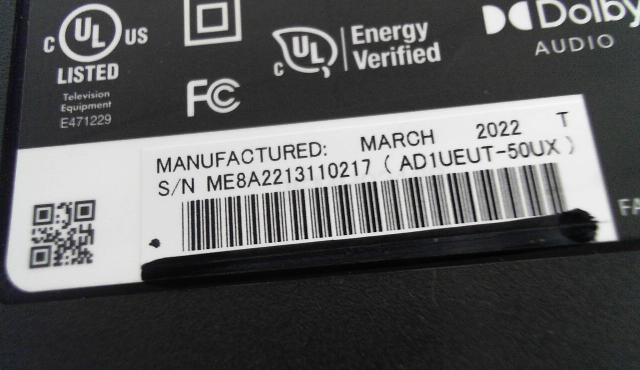 C UL US
LISTED
Television
Equipment
E471229
FC
C UL Energy
Verified
Dolby
AUDIO
MANUFACTURED: MARCH 2022 T
S/N ME8A2213110217 ( AD1UEUT-50UX )